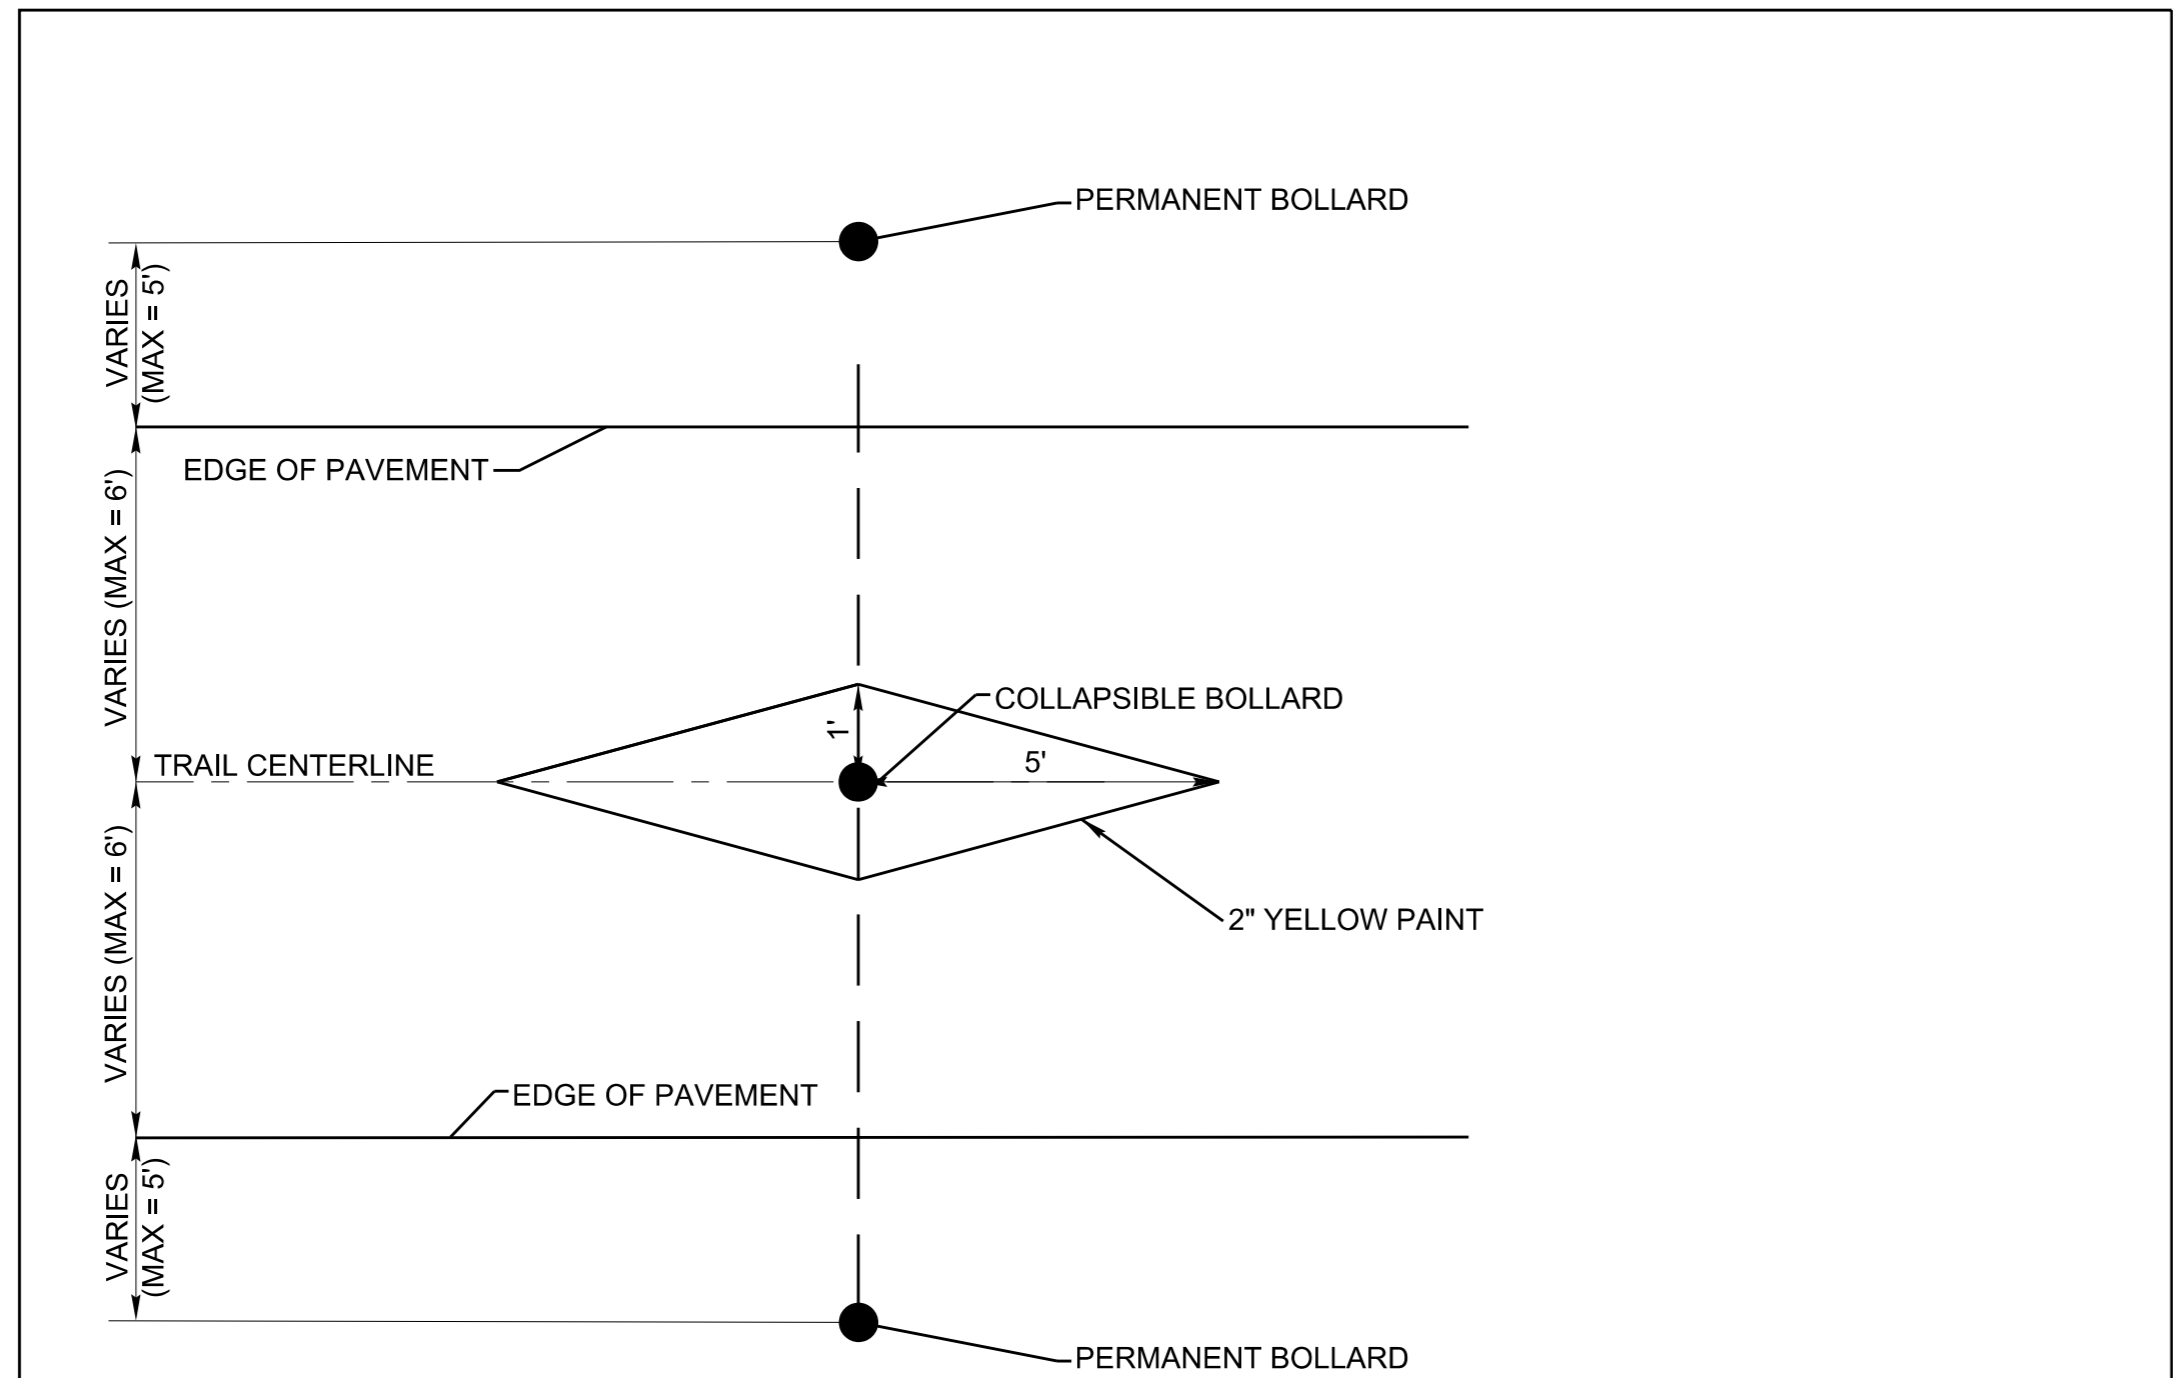 PERMANENT BOLLARD
VARIES
(MAX = 5')
EDGE OF PAVEMENT
VARIES (MAX = 6')
COLLAPSIBLE BOLLARD
1'
TRAIL CENTERLINE
5'
VARIES (MAX = 6')
2" YELLOW PAINT
EDGE OF PAVEMENT
VARIES
(MAX = 5')
PERMANENT BOLLARD